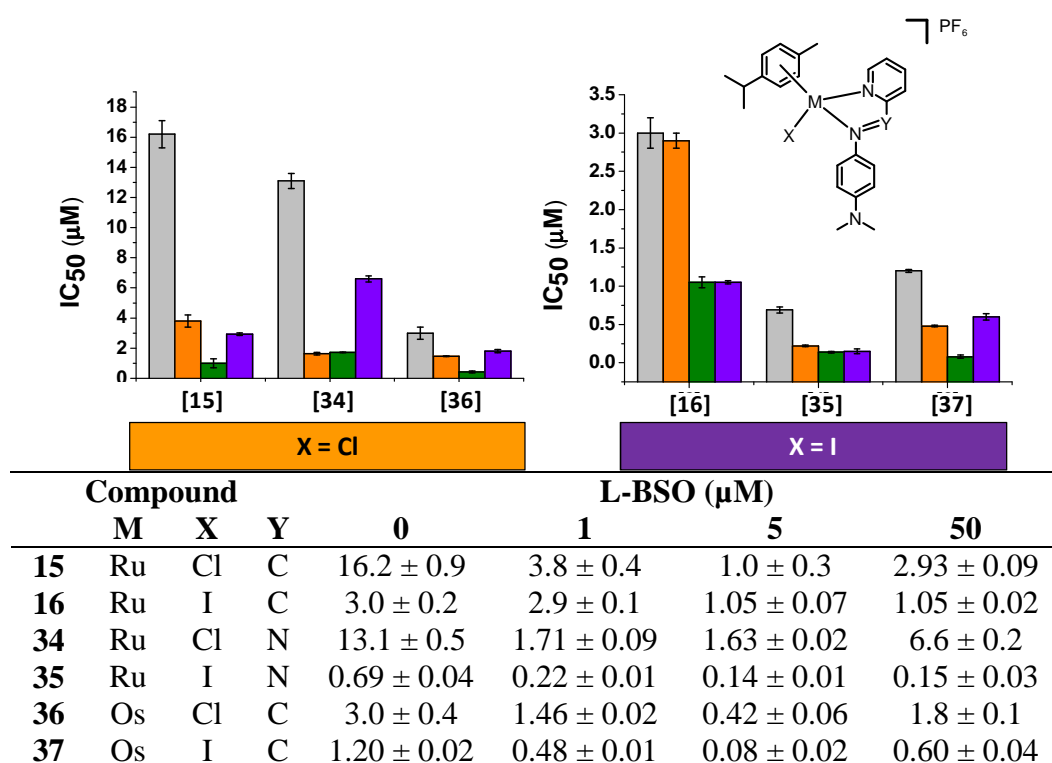 PF6
M
N
X
N
Y
N
IC50 (µM)
18
16
14
12
10
8
6
4
2
0
[15] [34] [36]
X = Cl
IC50 (µM)
3.5
3.0
2.5
2.0
1.5
1.0
0.5
0.0
[16] [35] [37]
X = I
Compound L-BSO (µM)
M X Y 0 1 5 50
15 Ru Cl C 16.2 ± 0.9 3.8 ± 0.4 1.0 ± 0.3 2.93 ± 0.09
16 Ru I C 3.0 ± 0.2 2.9 ± 0.1 1.05 ± 0.07 1.05 ± 0.02
34 Ru Cl N 13.1 ± 0.5 1.71 ± 0.09 1.63 ± 0.02 6.6 ± 0.2
35 Ru I N 0.69 ± 0.04 0.22 ± 0.01 0.14 ± 0.01 0.15 ± 0.03
36 Os Cl C 3.0 ± 0.4 1.46 ± 0.02 0.42 ± 0.06 1.8 ± 0.1
37 Os I C 1.20 ± 0.02 0.48 ± 0.01 0.08 ± 0.02 0.60 ± 0.04